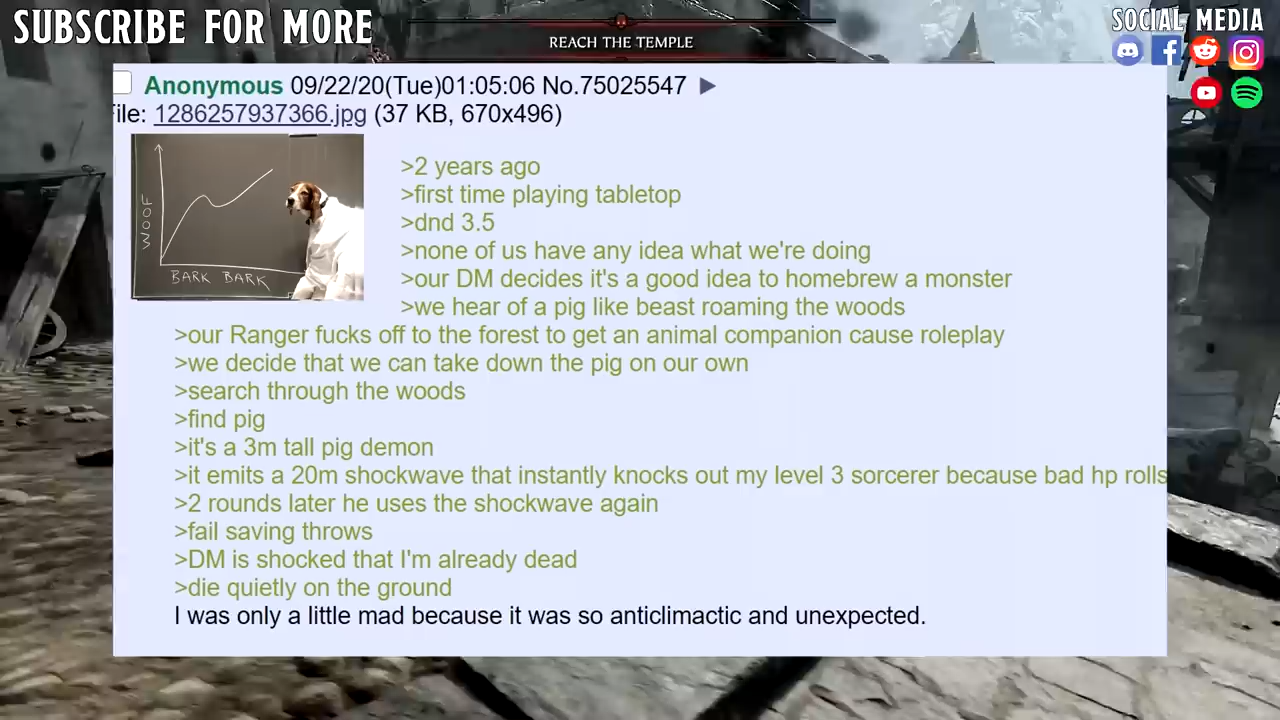 SUBSCRIBE FOR MORE
REACH THE TEMPLE
SOCIAL MEDIA
Anonymous 09/22/20(Tue)01:05:06 No.75025547 ▶
File: 1286257937366.jpg (37 KB, 670x496)
WOOF
BARK BARK
>2 years ago
>first time playing tabletop
>dnd 3.5
>none of us have any idea what we're doing
>our DM decides it's a good idea to homebrew a monster
>we hear of a pig like beast roaming the woods
>our Ranger fucks off to the forest to get an animal companion cause roleplay
>we decide that we can take down the pig on our own
>search through the woods
>find pig
>it's a 3m tall pig demon
>it emits a 20m shockwave that instantly knocks out my level 3 sorcerer because bad hp rolls
>2 rounds later he uses the shockwave again
>fail saving throws
>DM is shocked that I'm already dead
>die quietly on the ground
I was only a little mad because it was so anticlimactic and unexpected.